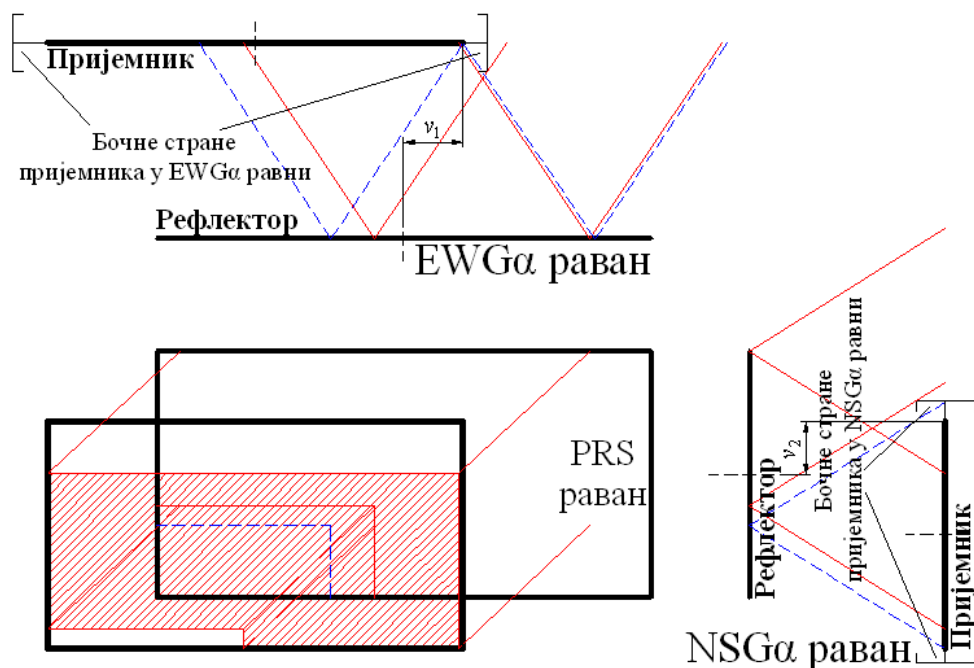 Пријемник
Бочне стране
пријемника у EWGα равни
v1
Рефлектор
EWGα раван
PRS
раван
v2
Бочне стране
пријемника у NSGα равни
Рефлектор
Пријемник
NSGα раван